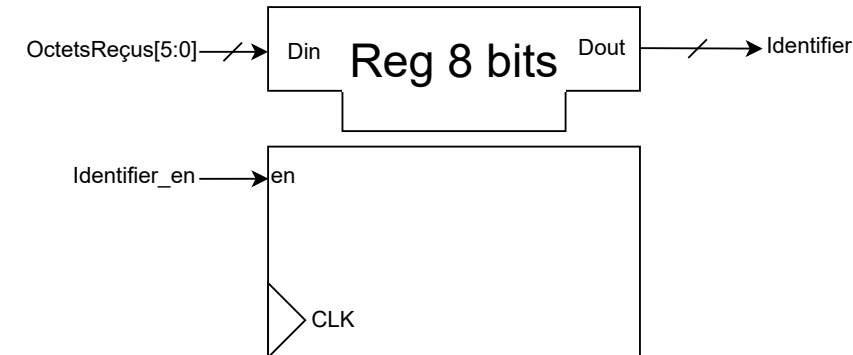 OctetsReçus[5:0]
Din
Reg 8 bits
Dout
Identifier
Identifier_en
en
CLK